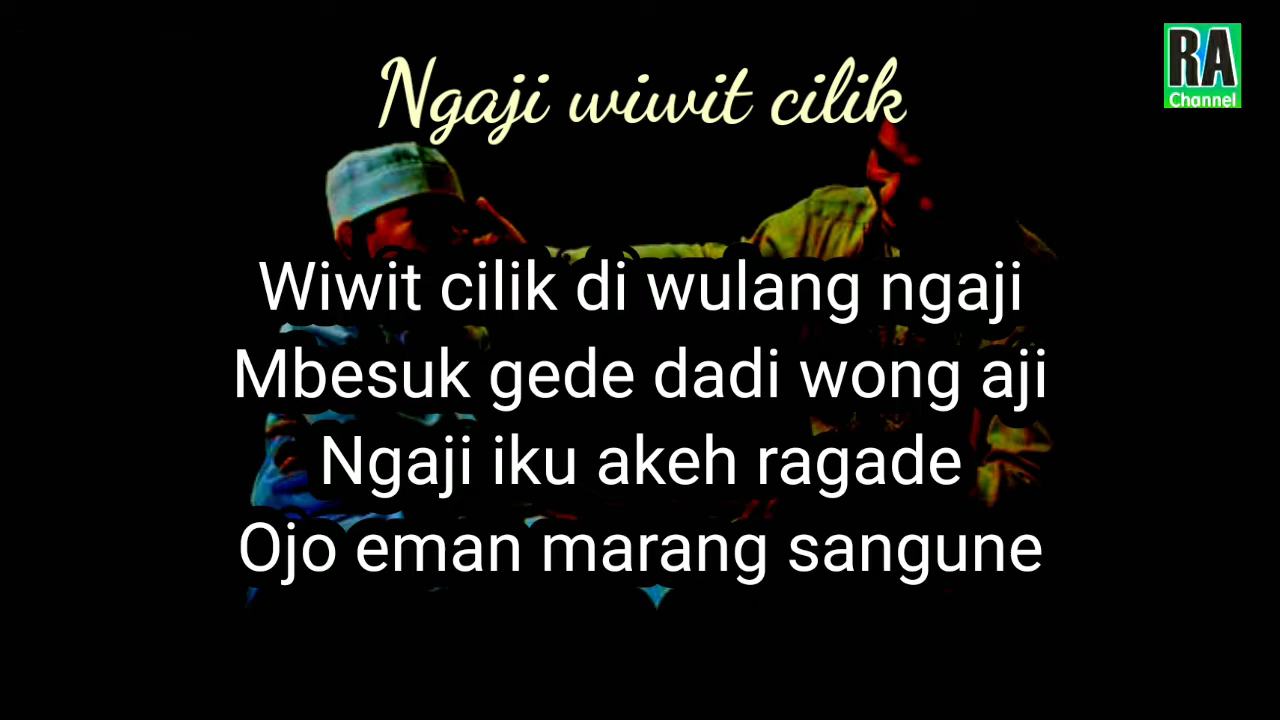 Ngaji wiwit cilik
RA
Channel
Wiwit cilik di wulang ngaji
Mbesuk gede dadi wong aji
Ngaji iku akeh ragade
Ojo eman marang sangune